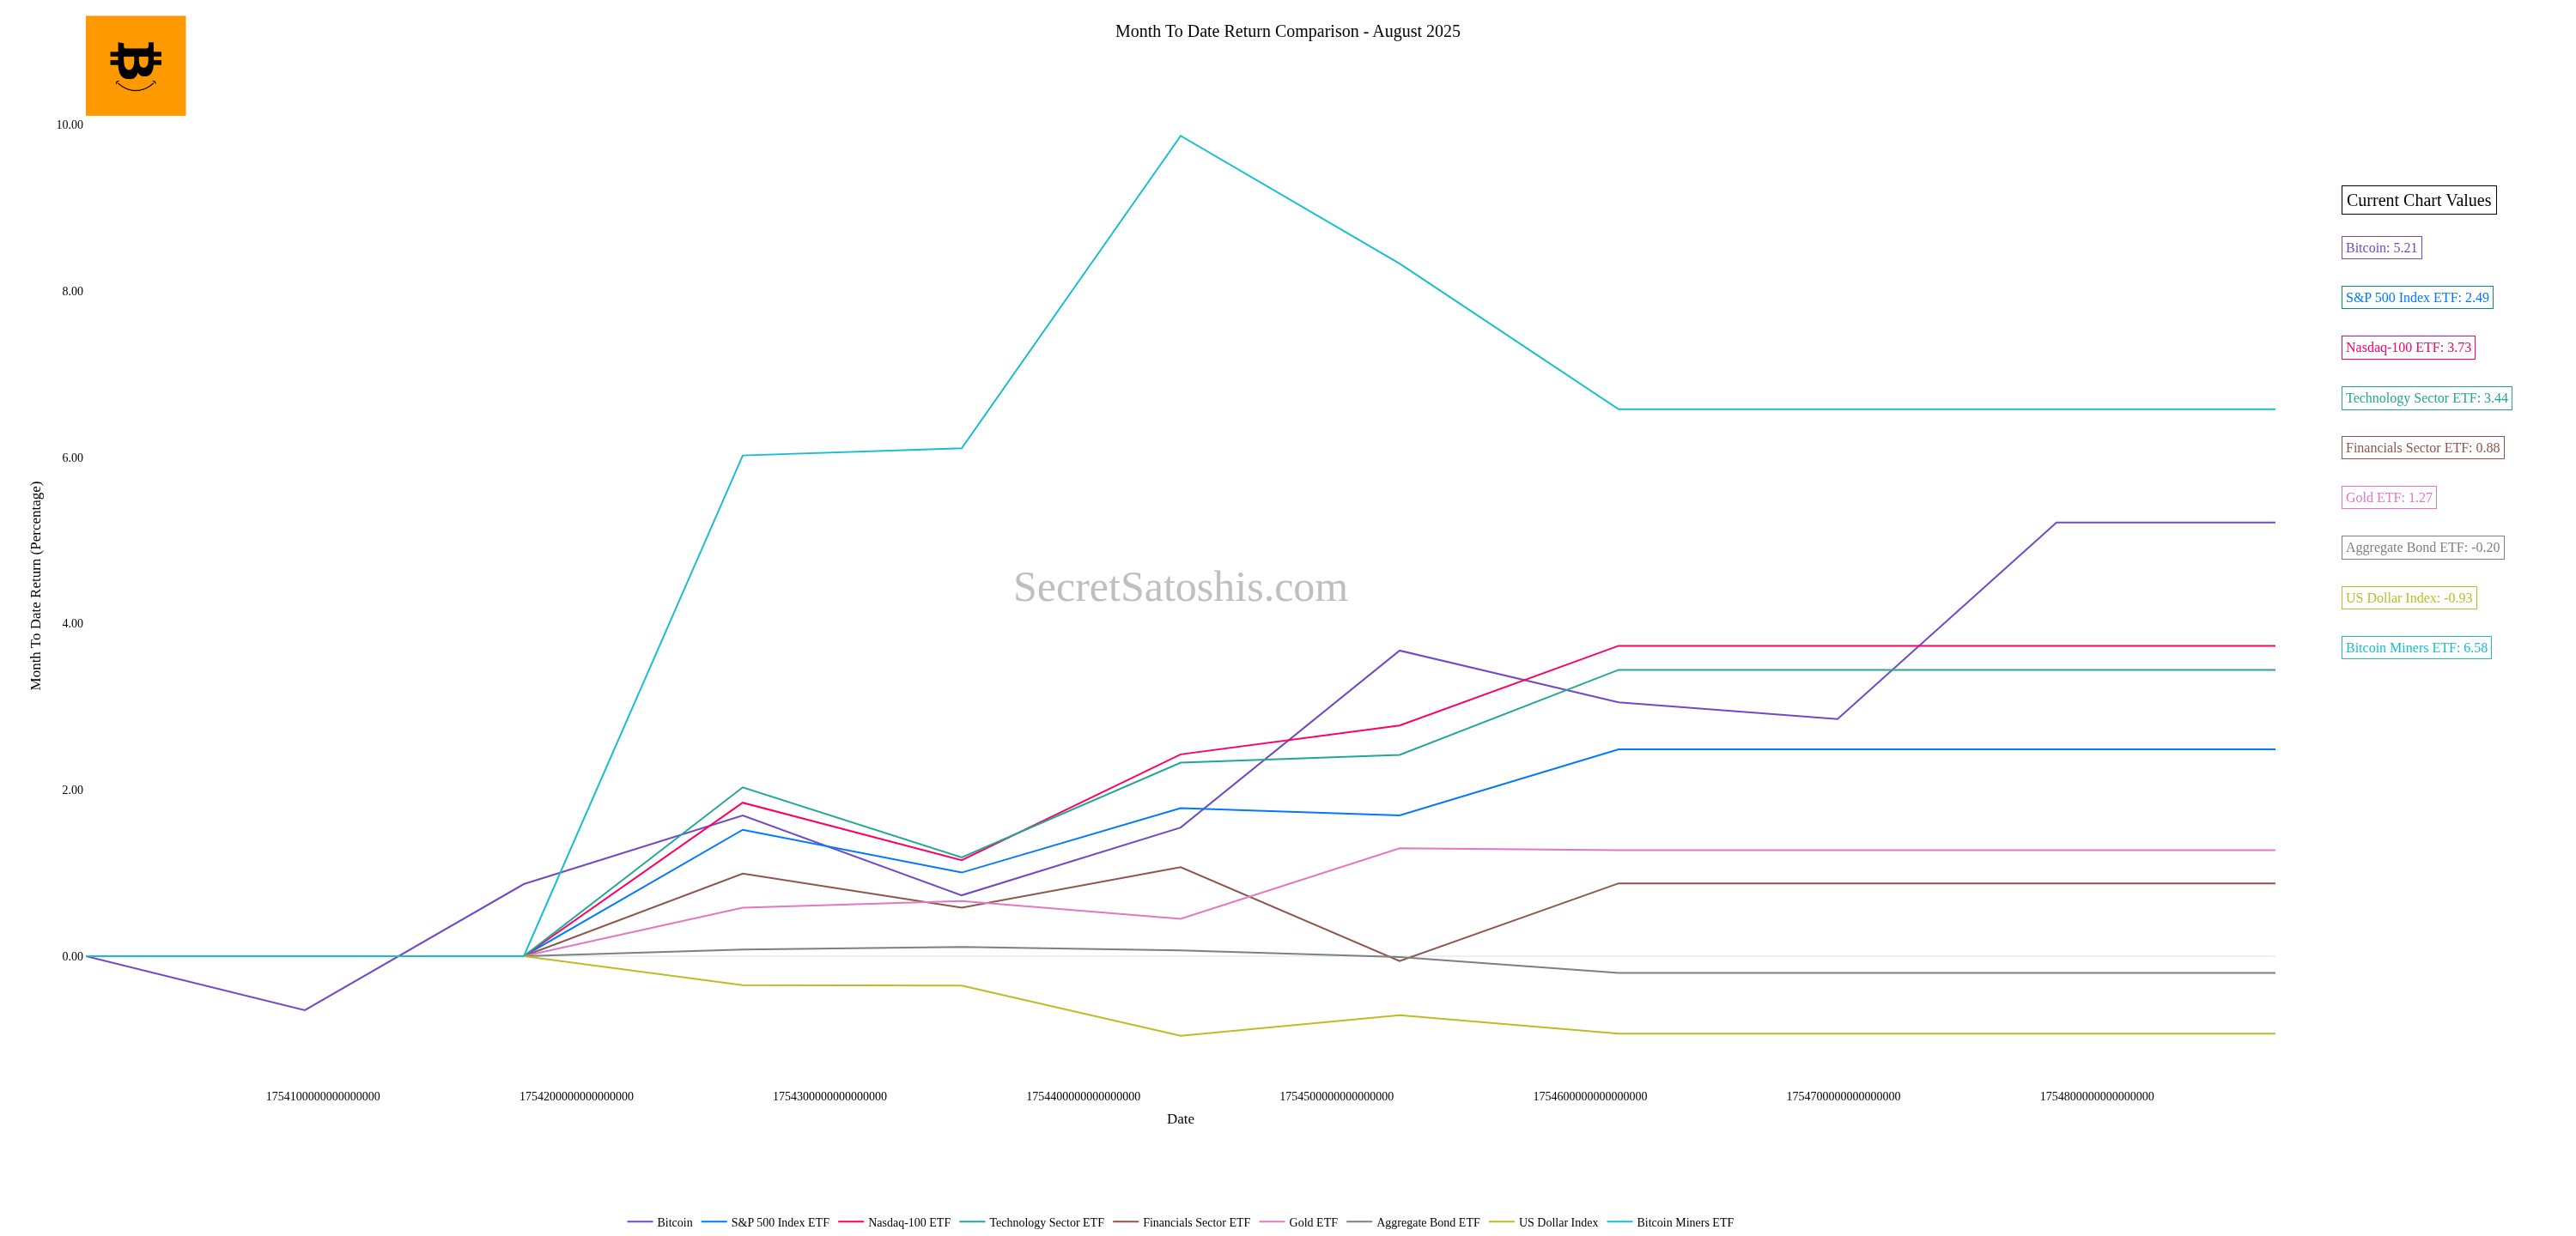 Month To Date Return Comparison - August 2025
10.00
8.00
6.00
4.00
2.00
0.00
Month To Date Return (Percentage)
SecretSatoshis.com
Current Chart Values
Bitcoin: 5.21
S&P 500 Index ETF: 2.49
Nasdaq-100 ETF: 3.73
Technology Sector ETF: 3.44
Financials Sector ETF: 0.88
Gold ETF: 1.27
Aggregate Bond ETF: -0.20
US Dollar Index: -0.93
Bitcoin Miners ETF: 6.58
1754100000000000000 1754200000000000000 1754300000000000000 1754400000000000000 1754500000000000000 1754600000000000000 1754700000000000000 1754800000000000000
Date
Bitcoin S&P 500 Index ETF Nasdaq-100 ETF Technology Sector ETF Financials Sector ETF Gold ETF Aggregate Bond ETF US Dollar Index Bitcoin Miners ETF